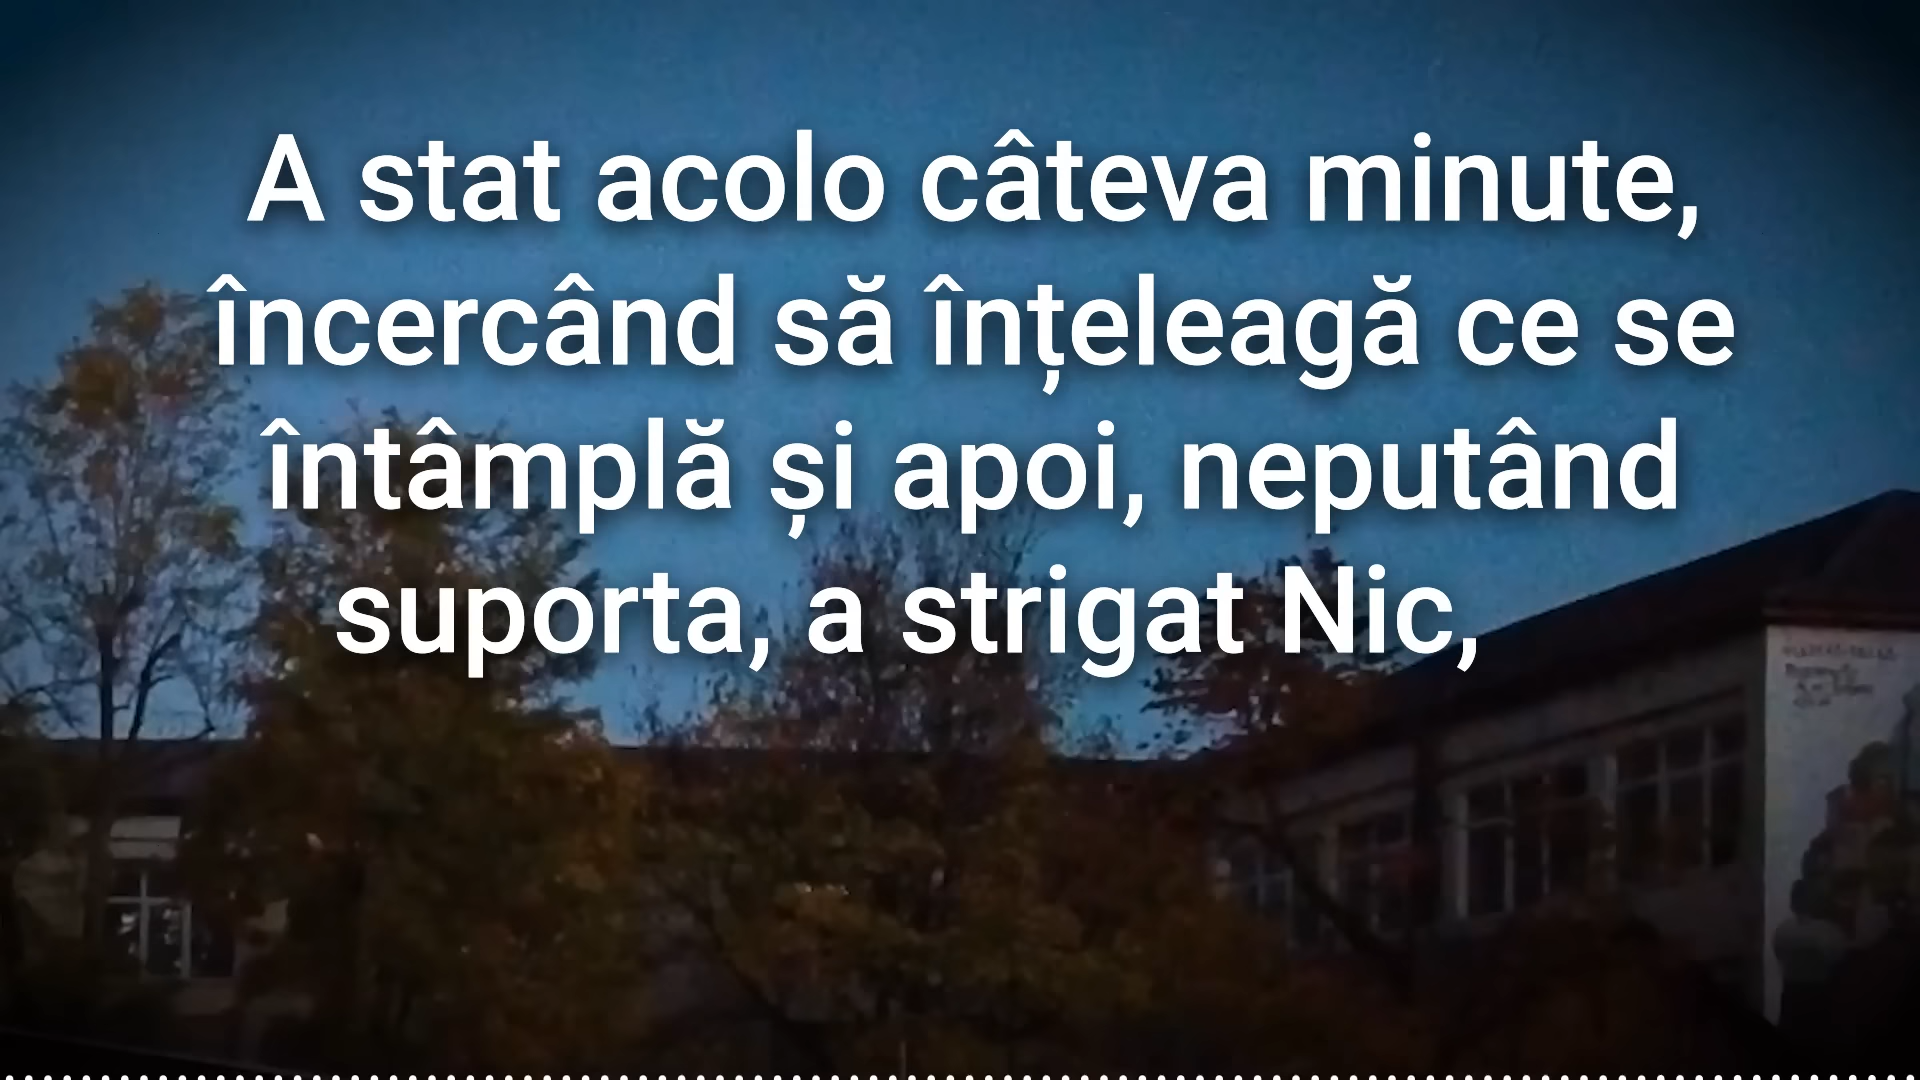 A stat acolo câteva minute,
încercând să înțeleagă ce se
întâmplă și apoi, neputând
suporta, a strigat Nic,